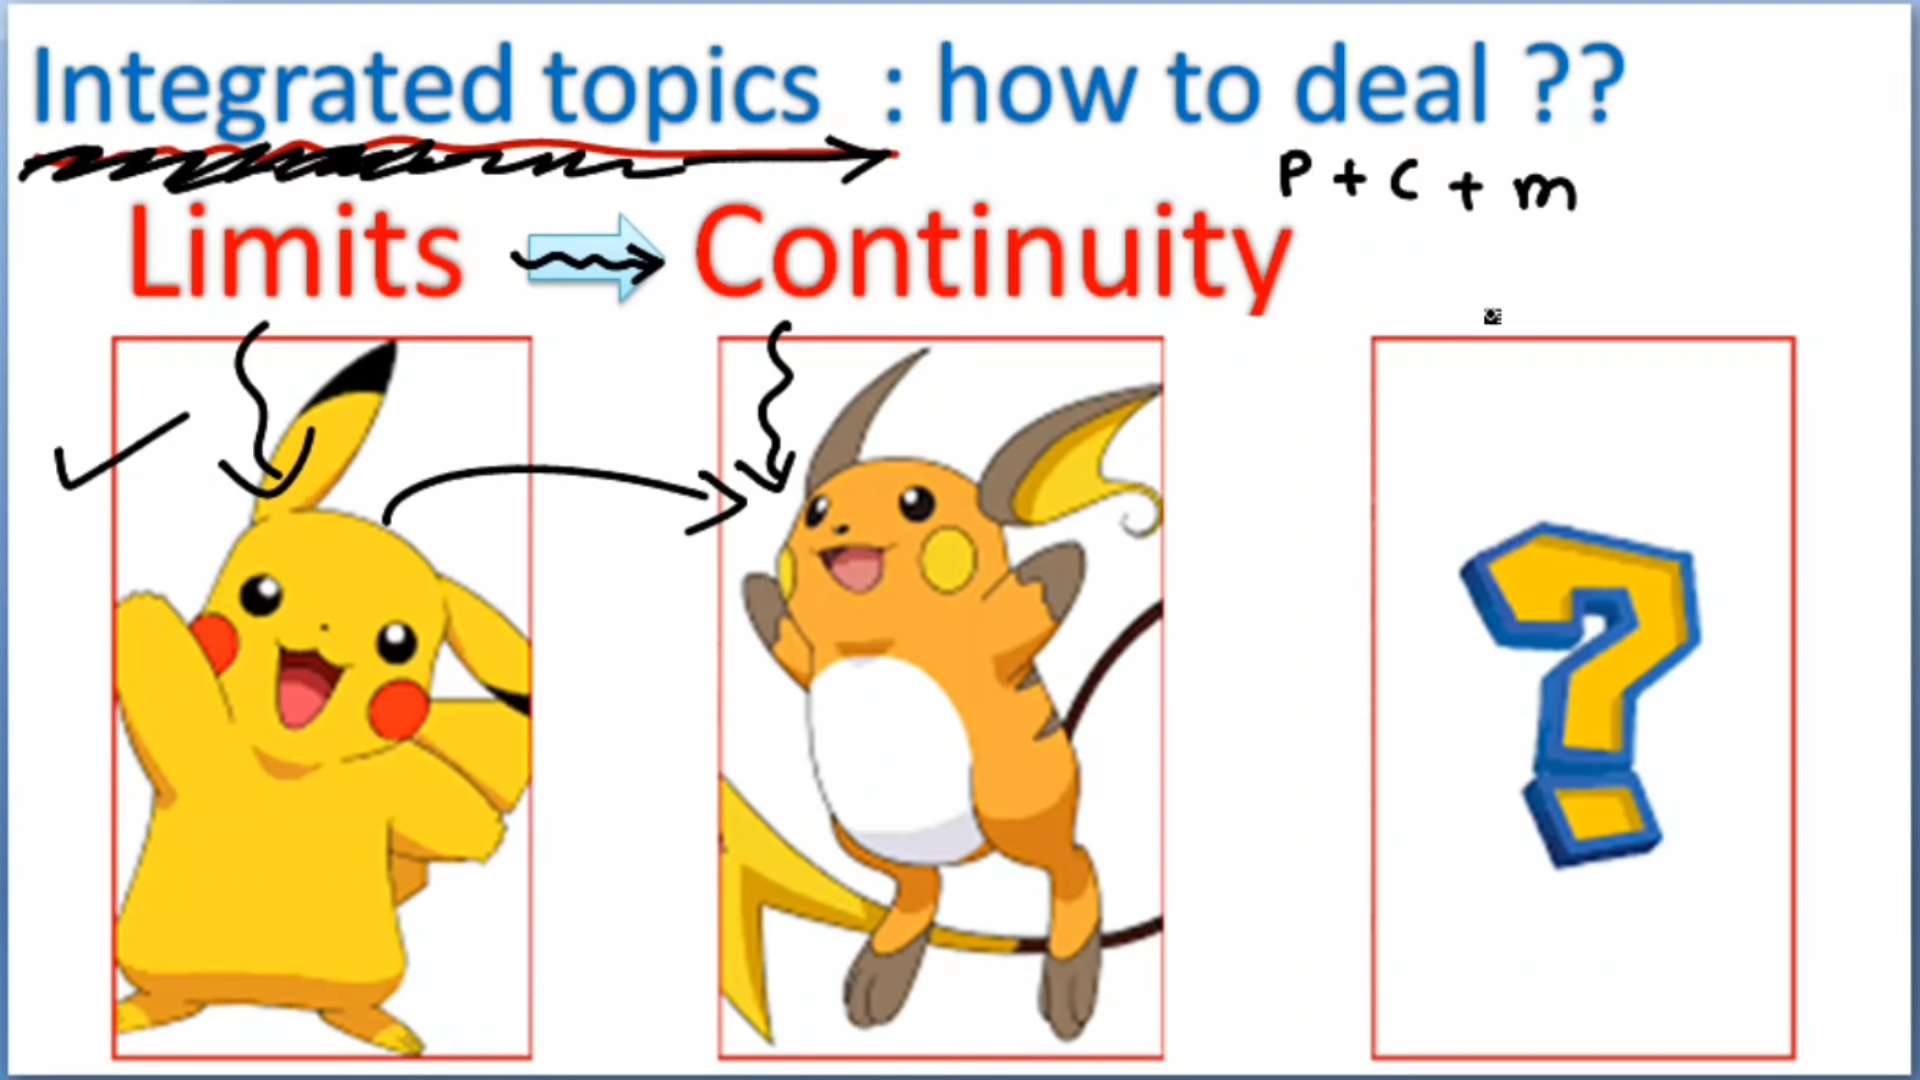 Integrated topics : how to deal ??
P + C + m
Limits Continuity
?